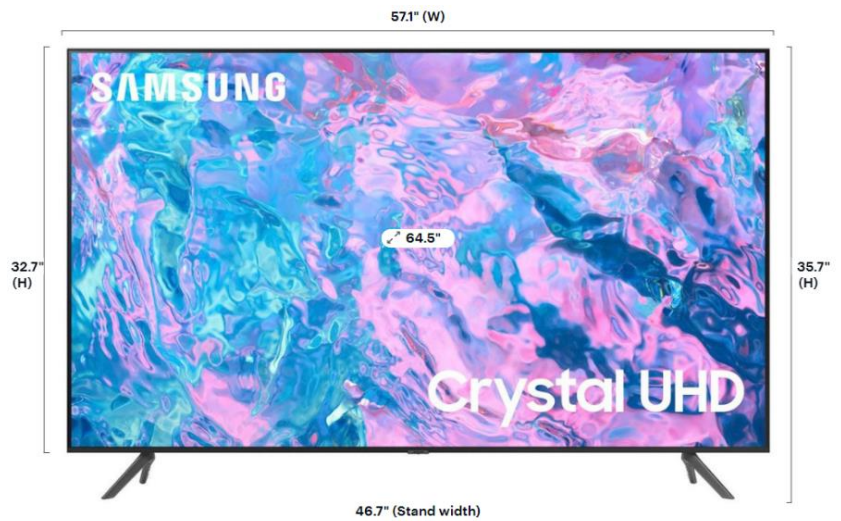 57.1" (W)
SAMSUNG
64.5"
32.7"
(H)
35.7"
(H)
Crystal UHD
46.7" (Stand width)